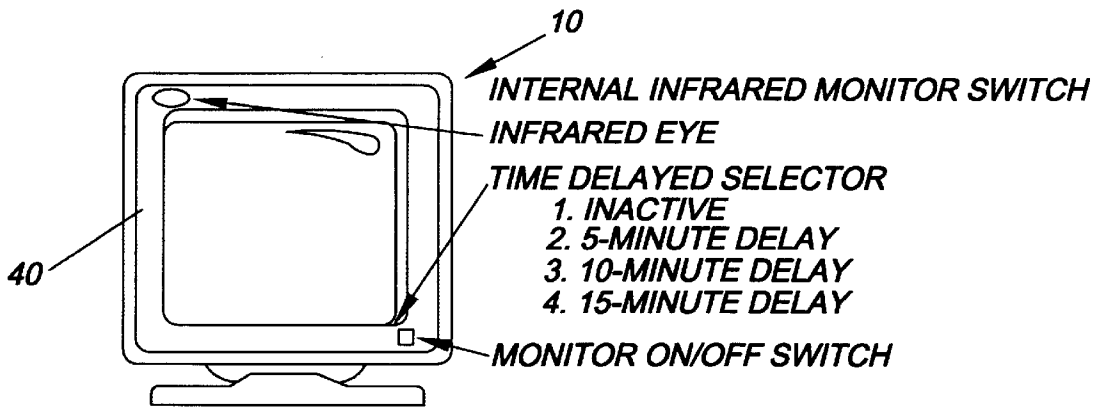 10
INTERNAL INFRARED MONITOR SWITCH
INFRARED EYE
TIME DELAYED SELECTOR
1. INACTIVE
2. 5-MINUTE DELAY
3. 10-MINUTE DELAY
4. 15-MINUTE DELAY
40
MONITOR ON/OFF SWITCH